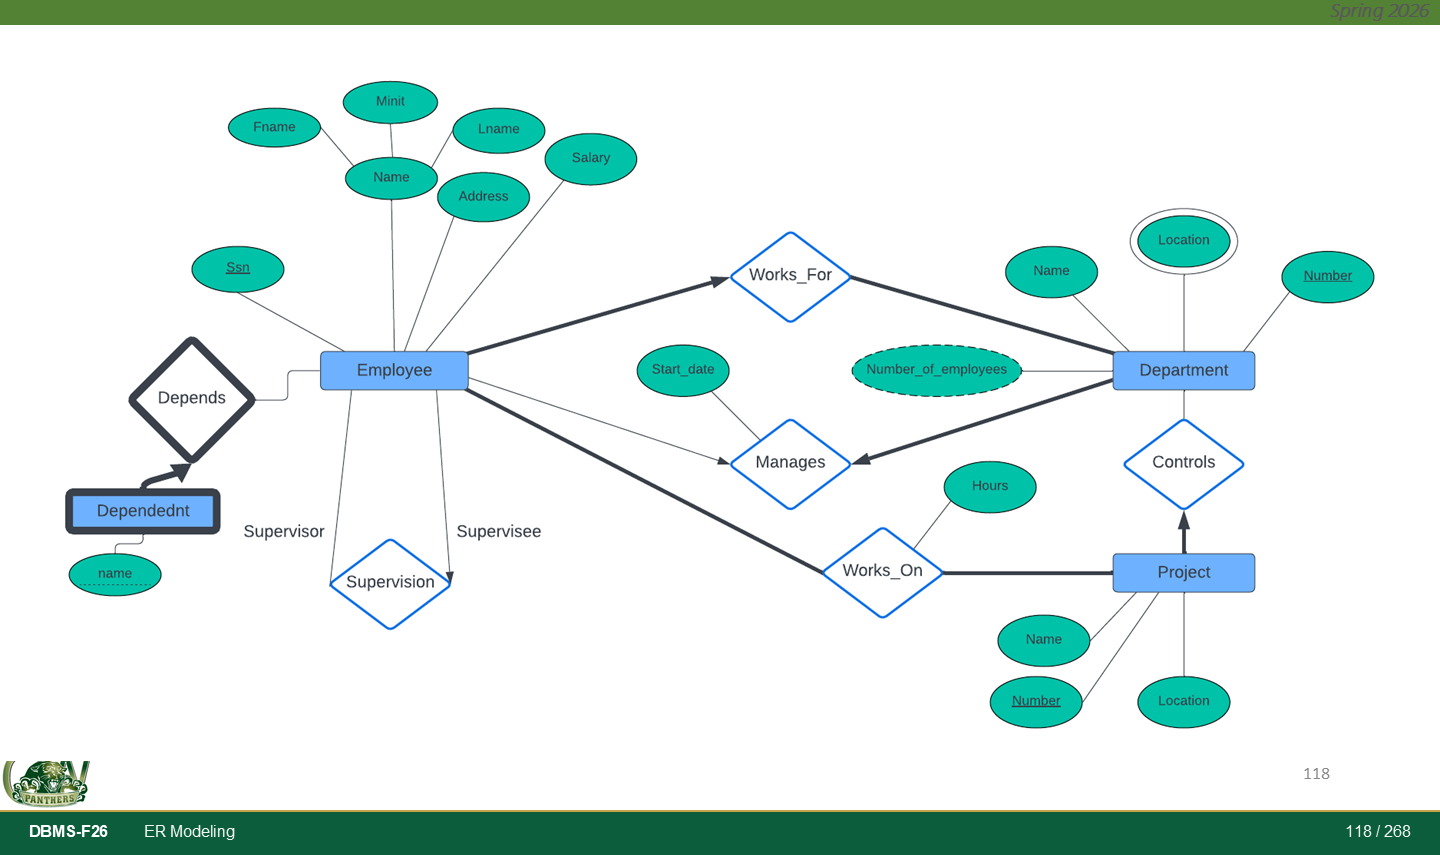 Spring 2026
Minit
Fname
Lname
Salary
Name
Address
Ssn
Location
Name
Number
Works_For
Employee
Start_date
Number_of_employees
Department
Depends
Manages
Controls
Hours
Dependednt
Supervisor
Supervisee
name
Supervision
Works_On
Project
Name
Number
Location
118
PANTHERS
DBMS-F26
ER Modeling
118 / 268